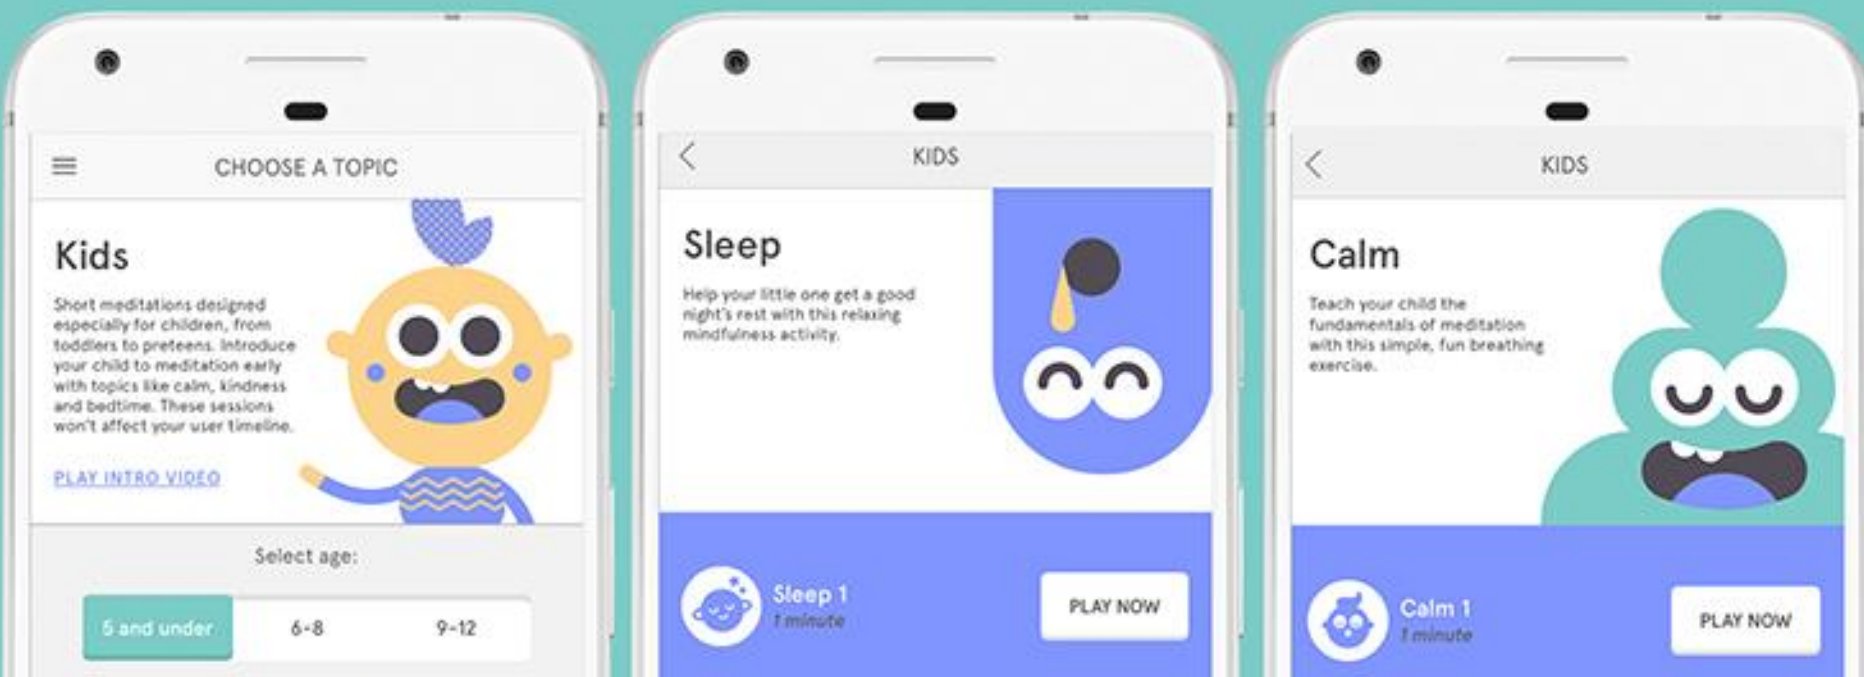 CHOOSE A TOPIC
Kids
Short meditations designed
especially for children, from
toddlers to preteens. Introduce
your child to meditation early
with topics like calm, kindness
and bedtime. These sessions
won't affect your user timeline.
PLAY INTRO VIDEO
Select age:
5 and under
6-8
9-12
KIDS
Sleep
Help your little one get a good
night's rest with this relaxing
mindfulness activity.
Sleep 1
1 minute
PLAY NOW
KIDS
Calm
Teach your child the
fundamentals of meditation
with this simple, fun breathing
exercise.
Calm 1
1 minute
PLAY NOW